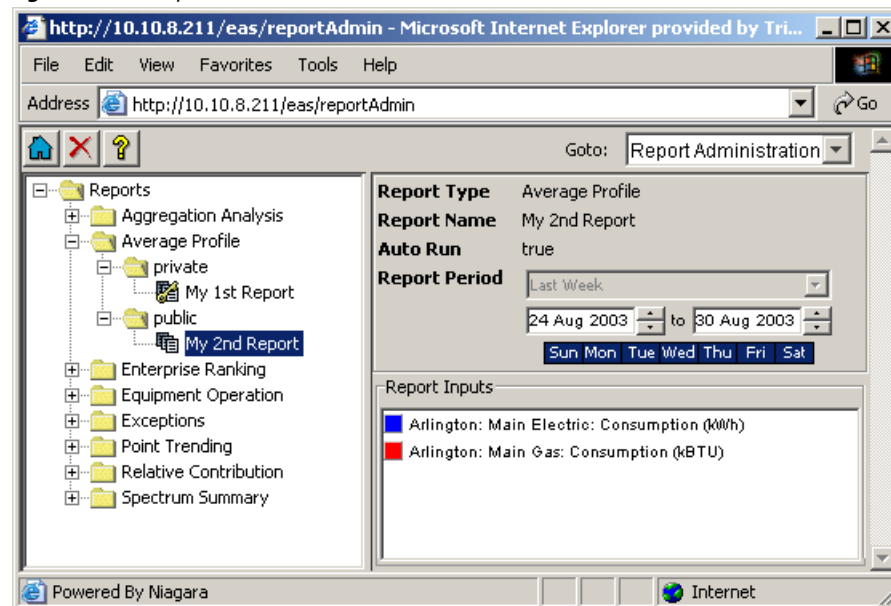 http://10.10.8.211/eas/reportAdmin - Microsoft Internet Explorer provided by Tri...
File Edit View Favorites Tools Help
Address http://10.10.8.211/eas/reportAdmin Go
Goto: Report Administration
Reports
Aggregation Analysis
Average Profile
private
My 1st Report
public
My 2nd Report
Enterprise Ranking
Equipment Operation
Exceptions
Point Trending
Relative Contribution
Spectrum Summary
Report Type Average Profile
Report Name My 2nd Report
Auto Run true
Report Period Last Week
24 Aug 2003 to 30 Aug 2003
Sun Mon Tue Wed Thu Fri Sat
Report Inputs
Arlington: Main Electric: Consumption (kWh)
Arlington: Main Gas: Consumption (kBTU)
Powered By Niagara Internet